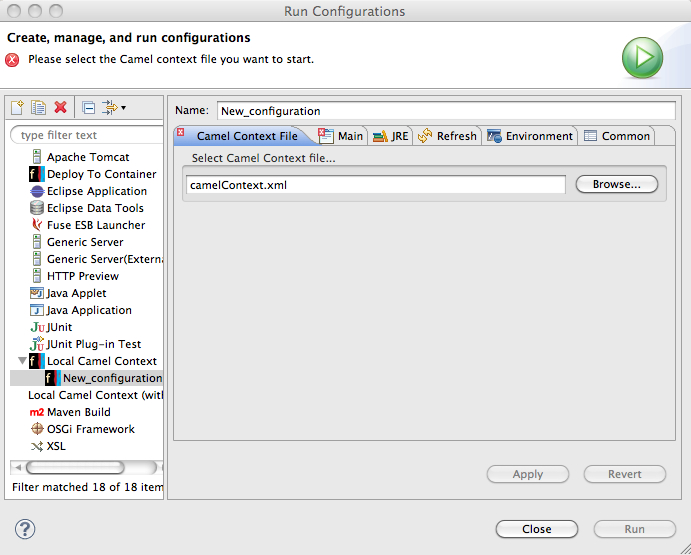 Run Configurations
Create, manage, and run configurations
Please select the Camel context file you want to start.
type filter text
Apache Tomcat
Deploy To Container
Eclipse Application
Eclipse Data Tools
Fuse ESB Launcher
Generic Server
Generic Server(Externa
HTTP Preview
Java Applet
Java Application
JUnit
JUnit Plug-in Test
Local Camel Context
New_configuration
Local Camel Context (with
Maven Build
OSGi Framework
XSL
Filter matched 18 of 18 item
Name: New_configuration
Camel Context File Main JRE Refresh Environment Common
Select Camel Context file...
camelContext.xml Browse...
Apply Revert
Close Run